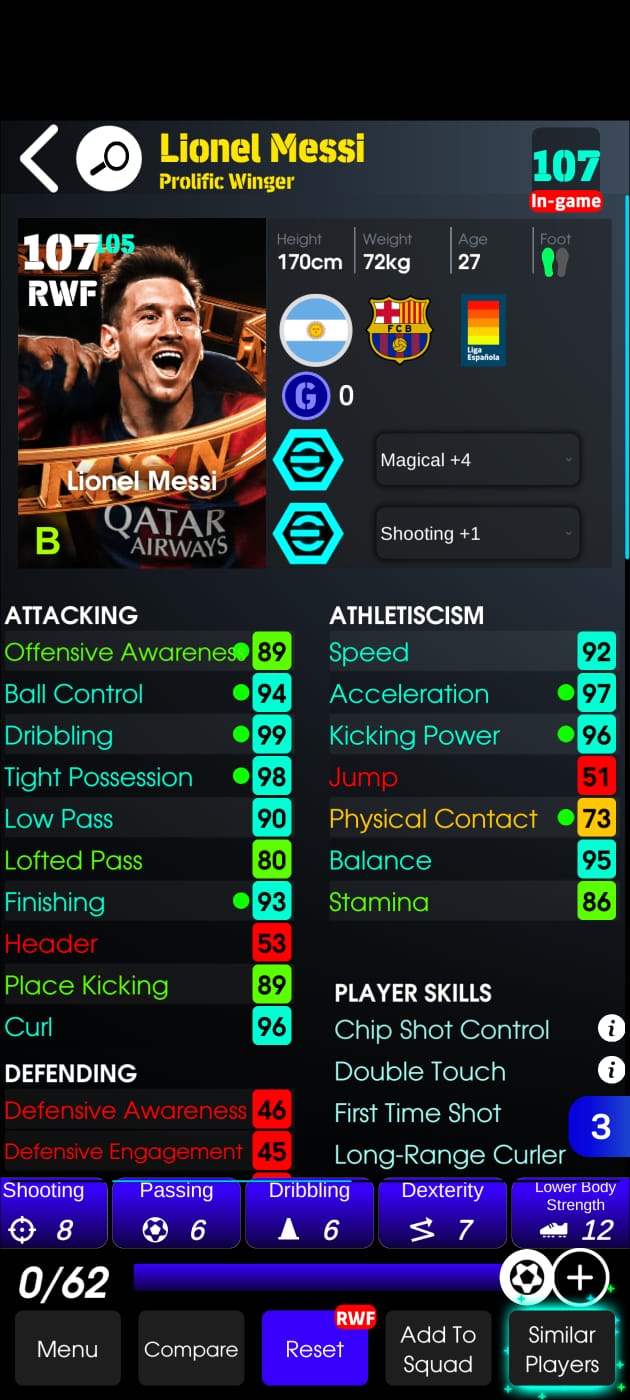 Lionel Messi
Prolific Winger
107
In-game
107 105
RWF
Lionel Messi
QATAR
AIRWAYS
B
Height
170cm
Weight
72kg
Age
27
Foot
FCB
Liga
Española
G 0
Magical +4
Shooting +1
ATTACKING
Offensive Awareness 89
Ball Control 94
Dribbling 99
Tight Possession 98
Low Pass 90
Lofted Pass 80
Finishing 93
Header 53
Place Kicking 89
Curl 96
DEFENDING
Defensive Awareness 46
Defensive Engagement 45
ATHLETISCISM
Speed 92
Acceleration 97
Kicking Power 96
Jump 51
Physical Contact 73
Balance 95
Stamina 86
PLAYER SKILLS
Chip Shot Control i
Double Touch i
First Time Shot
Long-Range Curler
3
Shooting
8
Passing
6
Dribbling
6
Dexterity
7
Lower Body
Strength
12
0/62
Menu
Compare
RWF
Reset
Add To
Squad
Similar
Players